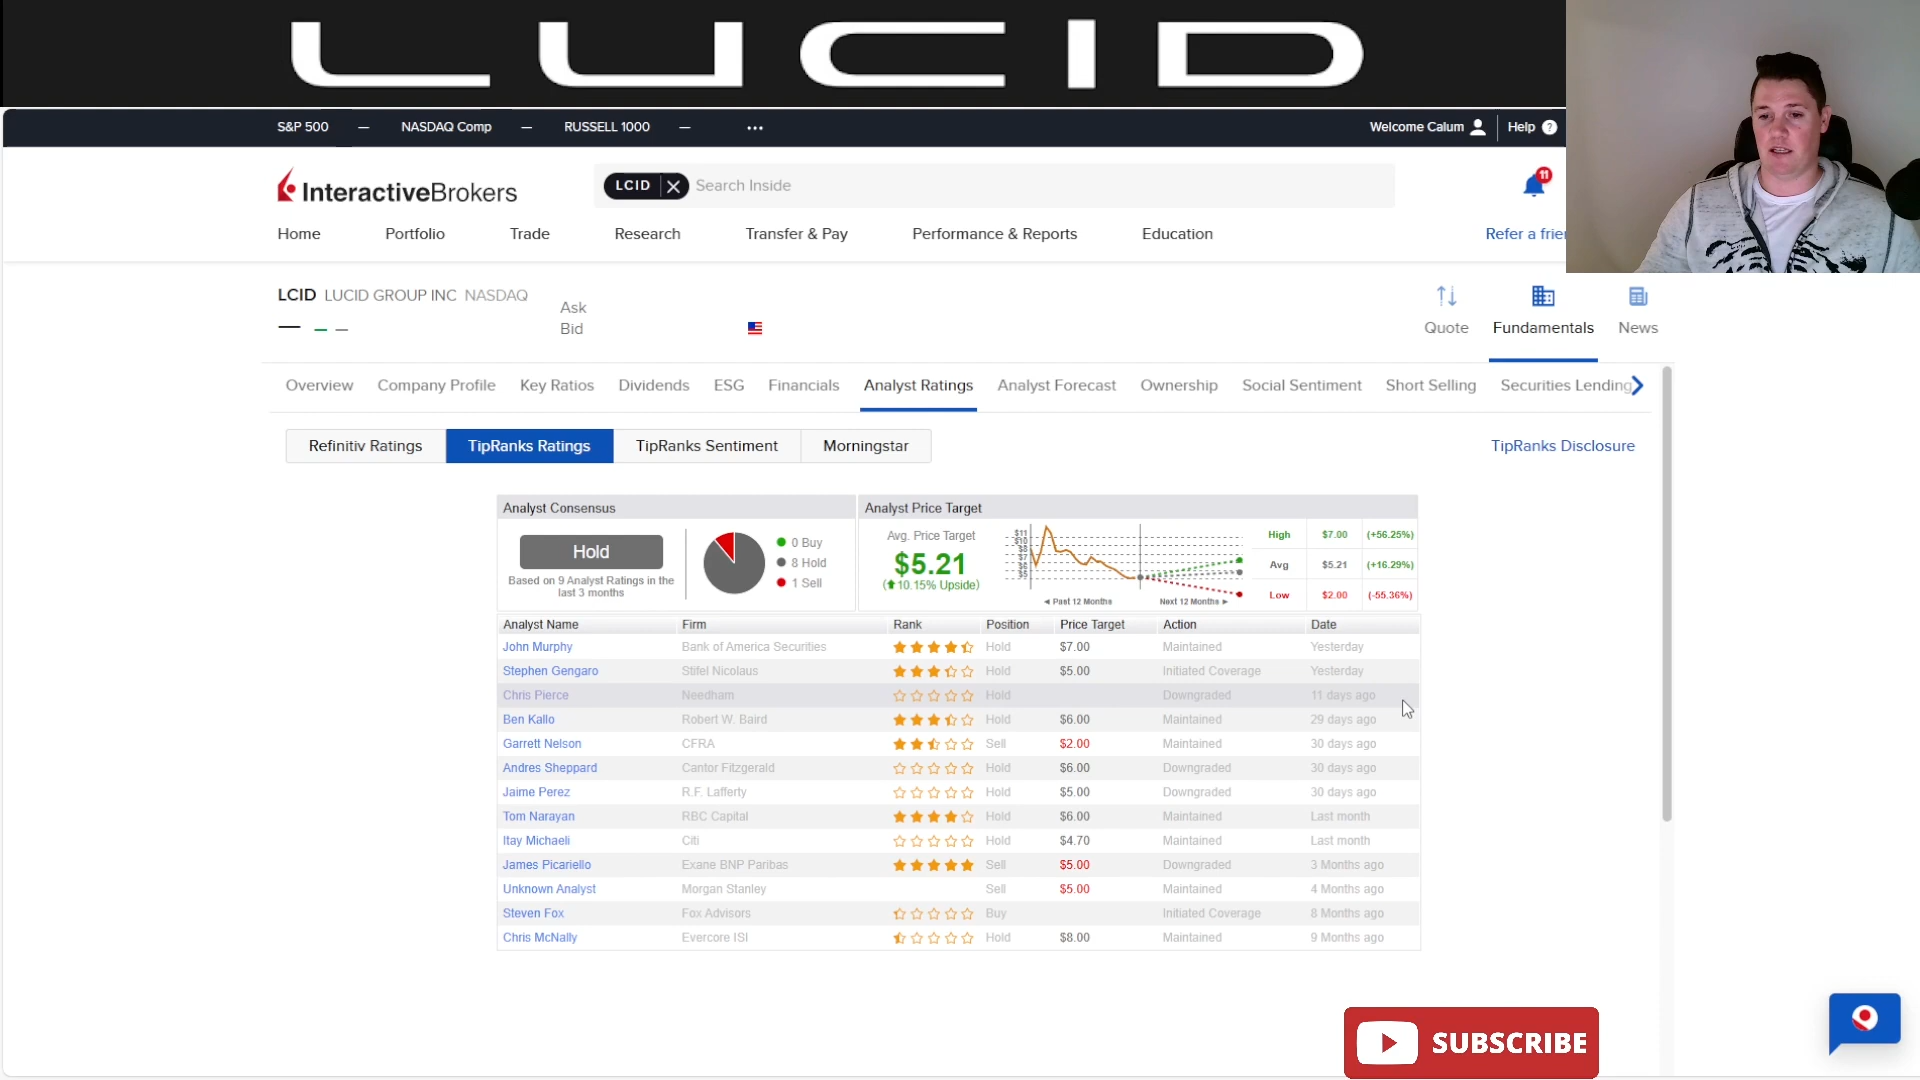 LUCID
S&P 500 — NASDAQ Comp — RUSSELL 1000 — ...
Welcome Calum Help ?
InteractiveBrokers
LCID Search Inside
11
Home Portfolio Trade Research Transfer & Pay Performance & Reports Education
LCID LUCID GROUP INC NASDAQ
Ask
Bid
Quote Fundamentals News
Overview Company Profile Key Ratios Dividends ESG Financials Analyst Ratings Analyst Forecast Ownership Social Sentiment Short Selling Securities Lending
Refinitiv Ratings TipRanks Ratings TipRanks Sentiment Morningstar
TipRanks Disclosure
Analyst Consensus
Hold
Based on 9 Analyst Ratings in the
last 3 months
0 Buy
8 Hold
1 Sell
Analyst Price Target
Avg. Price Target
$5.21
(10.15% Upside)
Past 12 Months Next 12 Months
High $7.00 (+56.25%)
Avg $5.21 (+16.29%)
Low $2.00 (-55.36%)
Analyst Name Firm Rank Position Price Target Action Date
John Murphy Bank of America Securities Hold $7.00 Maintained Yesterday
Stephen Gengaro Stifel Nicolaus Hold $5.00 Initiated Coverage Yesterday
Chris Pierce Needham Hold Downgraded 11 days ago
Ben Kallo Robert W. Baird Hold $6.00 Maintained 29 days ago
Garrett Nelson CFRA Sell $2.00 Maintained 30 days ago
Andres Sheppard Cantor Fitzgerald Hold $6.00 Downgraded 30 days ago
Jaime Perez R.F. Lafferty Hold $5.00 Downgraded 30 days ago
Tom Narayan RBC Capital Hold $6.00 Maintained Last month
Itay Michaeli Citi Hold $4.70 Maintained Last month
James Picariello Exane BNP Paribas Sell $5.00 Downgraded 3 Months ago
Unknown Analyst Morgan Stanley Sell $5.00 Maintained 4 Months ago
Steven Fox Fox Advisors Buy Initiated Coverage 8 Months ago
Chris McNally Evercore ISI Hold $8.00 Maintained 9 Months ago
SUBSCRIBE